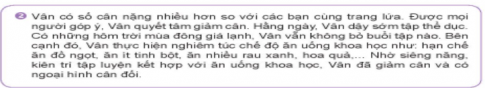 2 Vân có số cân nặng nhiều hơn so với các bạn cùng trang lứa. Được mọi
người góp ý, Vân quyết tâm giảm cân. Hằng ngày, Vân dậy sớm tập thể dục.
Có những hôm trời mùa đông giá lạnh, Vân vẫn không bỏ buổi tập nào. Bên
cạnh đó, Vân thực hiện nghiêm túc chế độ ăn uống khoa học như: hạn chế
ăn đồ ngọt, ăn ít tinh bột, ăn nhiều rau xanh, hoa quả,... Nhờ siêng năng,
kiên trì tập luyện kết hợp với ăn uống khoa học, Vân đã giảm cân và có
ngoại hình cân đối.